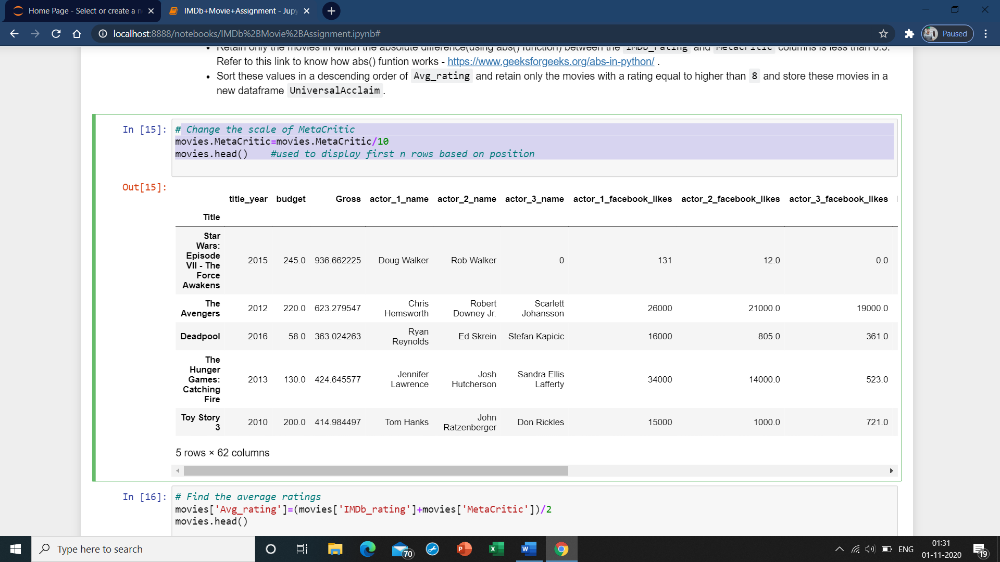 Home Page - Select or create a n
IMDb+Movie+Assignment - Jupy
localhost:8888/notebooks/IMDb%2BMovie%2BAssignment.ipynb#
Paused
Retain only the movies in which the absolute difference(using abs() function) between the IMDb_rating and MetaCritic columns is less than 0.5.
Refer to this link to know how abs() funtion works - https://www.geeksforgeeks.org/abs-in-python/ .
Sort these values in a descending order of Avg_rating and retain only the movies with a rating equal to higher than 8 and store these movies in a
new dataframe UniversalAcclaim .
In [15]: # Change the scale of MetaCritic
movies.MetaCritic=movies.MetaCritic/10
movies.head() #used to display first n rows based on position
Out[15]:
title_year budget Gross actor_1_name actor_2_name actor_3_name actor_1_facebook_likes actor_2_facebook_likes actor_3_facebook_likes
Title
Star
Wars:
Episode
VII - The
Force
Awakens
2015 245.0 936.662225 Doug Walker Rob Walker 0 131 12.0 0.0
The
Avengers
2012 220.0 623.279547 Chris
Hemsworth
Robert
Downey Jr.
Scarlett
Johansson
26000 21000.0 19000.0
Deadpool 2016 58.0 363.024263 Ryan
Reynolds
Ed Skrein Stefan Kapicic 16000 805.0 361.0
The
Hunger
Games:
Catching
Fire
2013 130.0 424.645577 Jennifer
Lawrence
Josh
Hutcherson
Sandra Ellis
Lafferty
34000 14000.0 523.0
Toy Story
3
2010 200.0 414.984497 Tom Hanks John
Ratzenberger
Don Rickles 15000 1000.0 721.0
5 rows × 62 columns
In [16]: # Find the average ratings
movies['Avg_rating']=(movies['IMDb_rating']+movies['MetaCritic'])/2
movies.head()
Type here to search
70
ENG
01:31
01-11-2020
19